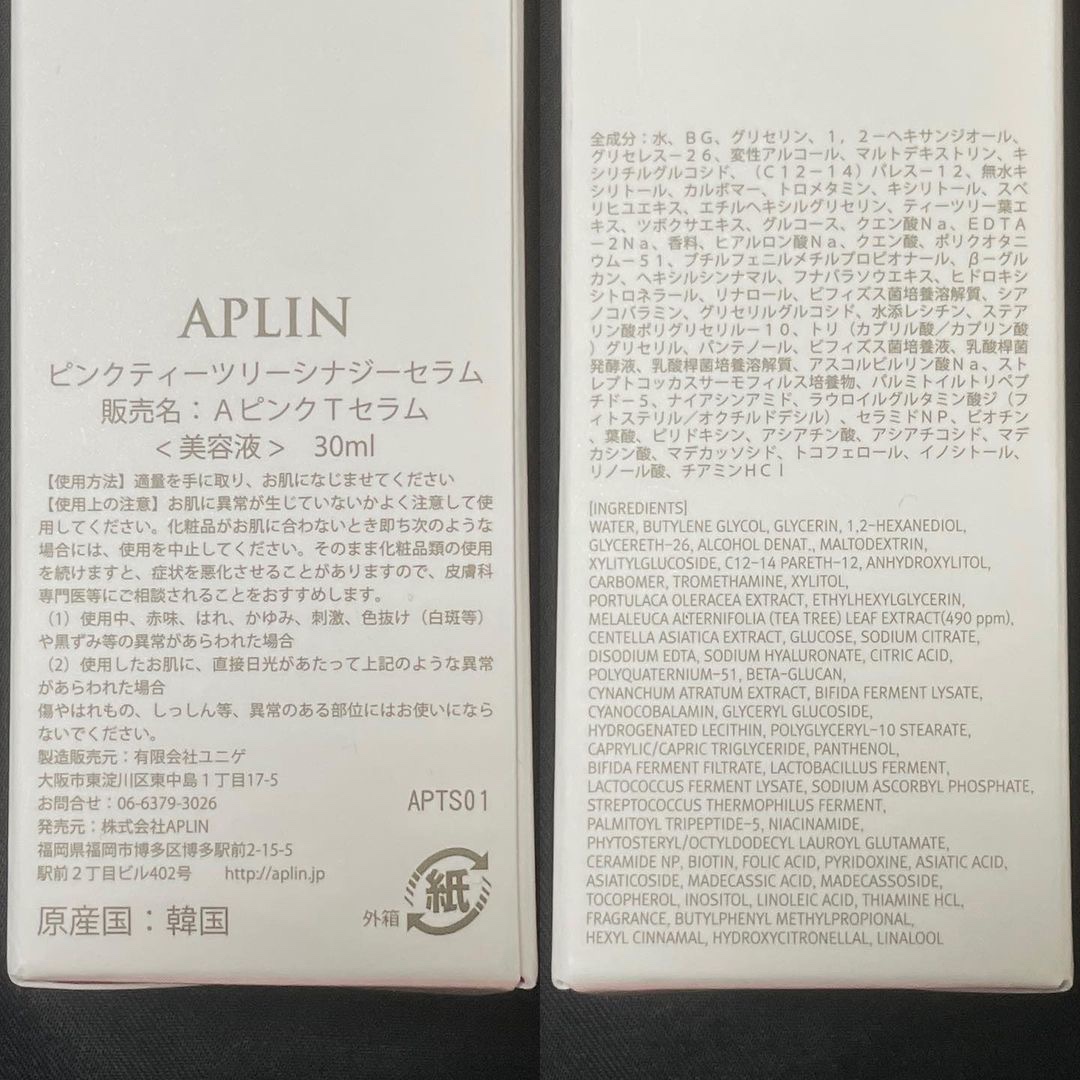 APLIN
ピンクティーツリーシナジーセラム
販売名：ＡピンクＴセラム
＜美容液＞ 30ml
【使用方法】適量を手に取り、お肌になじませてください
【使用上の注意】お肌に異常が生じていないかよく注意して使
用してください。化粧品がお肌に合わないとき即ち次のような
場合には、使用を中止してください。そのまま化粧品類の使用
を続けますと、症状を悪化させることがありますので、皮膚科
専門医等にご相談されることをおすすめします。
（1）使用中、赤味、はれ、かゆみ、刺激、色抜け（白斑等）
や黒ずみ等の異常があらわれた場合
（2）使用したお肌に、直接日光があたって上記のような異常
があらわれた場合
傷やはれもの、しっしん等、異常のある部位にはお使いになら
ないでください。
製造販売元：有限会社ユニゲ
大阪市東淀川区東中島１丁目17-5
お問合せ：06-6379-3026
APTS01
発売元：株式会社APLIN
福岡県福岡市博多区博多駅前2-15-5
駅前２丁目ビル402号 http://aplin.jp
原産国：韓国
外箱
紙
全成分：水、ＢＧ、グリセリン、１，２－ヘキサンジオール、
グリセレス－２６、変性アルコール、マルトデキストリン、キ
シリチルグルコシド、（Ｃ１２－１４）パレス－１２、無水キ
シリトール、カルボマー、トロメタミン、キシリトール、スベ
リヒユエキス、エチルヘキシルグリセリン、ティーツリー葉エ
キス、ツボクサエキス、グルコース、クエン酸Ｎａ、ＥＤＴＡ
－２Ｎａ、香料、ヒアルロン酸Ｎａ、クエン酸、ポリクオタニ
ウム－５１、ブチルフェニルメチルプロピオナール、β－グル
カン、ヘキシルシンナマル、フナバラソウエキス、ヒドロキシ
シトロネラール、リナロール、ビフィズス菌培養溶解質、シア
ノコバラミン、グリセリルグルコシド、水添レシチン、ステア
リン酸ポリグリセリル－１０、トリ（カプリル酸／カプリン酸
）グリセリル、パンテノール、ビフィズス菌培養液、乳酸桿菌
発酵液、乳酸桿菌培養溶解質、アスコルビルリン酸Ｎａ、スト
レプトコッカスサーモフィルス培養物、パルミトイルトリペプ
チド－５、ナイアシンアミド、ラウロイルグルタミン酸ジ（フ
ィトステリル／オクチルドデシル）、セラミドＮＰ、ビオチン
、葉酸、ピリドキシン、アシアチン酸、アシアチコシド、マデ
カシン酸、マデカッソシド、トコフェロール、イノシトール、
リノール酸、チアミンＨＣｌ
[INGREDIENTS]
WATER, BUTYLENE GLYCOL, GLYCERIN, 1,2-HEXANEDIOL,
GLYCERETH-26, ALCOHOL DENAT., MALTODEXTRIN,
XYLITYLGLUCOSIDE, C12-14 PARETH-12, ANHYDROXYLITOL,
CARBOMER, TROMETHAMINE, XYLITOL,
PORTULACA OLERACEA EXTRACT, ETHYLHEXYLGLYCERIN,
MELALEUCA ALTERNIFOLIA (TEA TREE) LEAF EXTRACT(490 ppm),
CENTELLA ASIATICA EXTRACT, GLUCOSE, SODIUM CITRATE,
DISODIUM EDTA, SODIUM HYALURONATE, CITRIC ACID,
POLYQUATERNIUM-51, BETA-GLUCAN,
CYNANCHUM ATRATUM EXTRACT, BIFIDA FERMENT LYSATE,
CYANOCOBALAMIN, GLYCERYL GLUCOSIDE,
HYDROGENATED LECITHIN, POLYGLYCERYL-10 STEARATE,
CAPRYLIC/CAPRIC TRIGLYCERIDE, PANTHENOL,
BIFIDA FERMENT FILTRATE, LACTOBACILLUS FERMENT,
LACTOCOCCUS FERMENT LYSATE, SODIUM ASCORBYL PHOSPHATE,
STREPTOCOCCUS THERMOPHILUS FERMENT,
PALMITOYL TRIPEPTIDE-5, NIACINAMIDE,
PHYTOSTERYL/OCTYLDODECYL LAUROYL GLUTAMATE,
CERAMIDE NP, BIOTIN, FOLIC ACID, PYRIDOXINE, ASIATIC ACID,
ASIATICOSIDE, MADECASSIC ACID, MADECASSOSIDE,
TOCOPHEROL, INOSITOL, LINOLEIC ACID, THIAMINE HCL,
FRAGRANCE, BUTYLPHENYL METHYLPROPIONAL,
HEXYL CINNAMAL, HYDROXYCITRONELLAL, LINALOOL